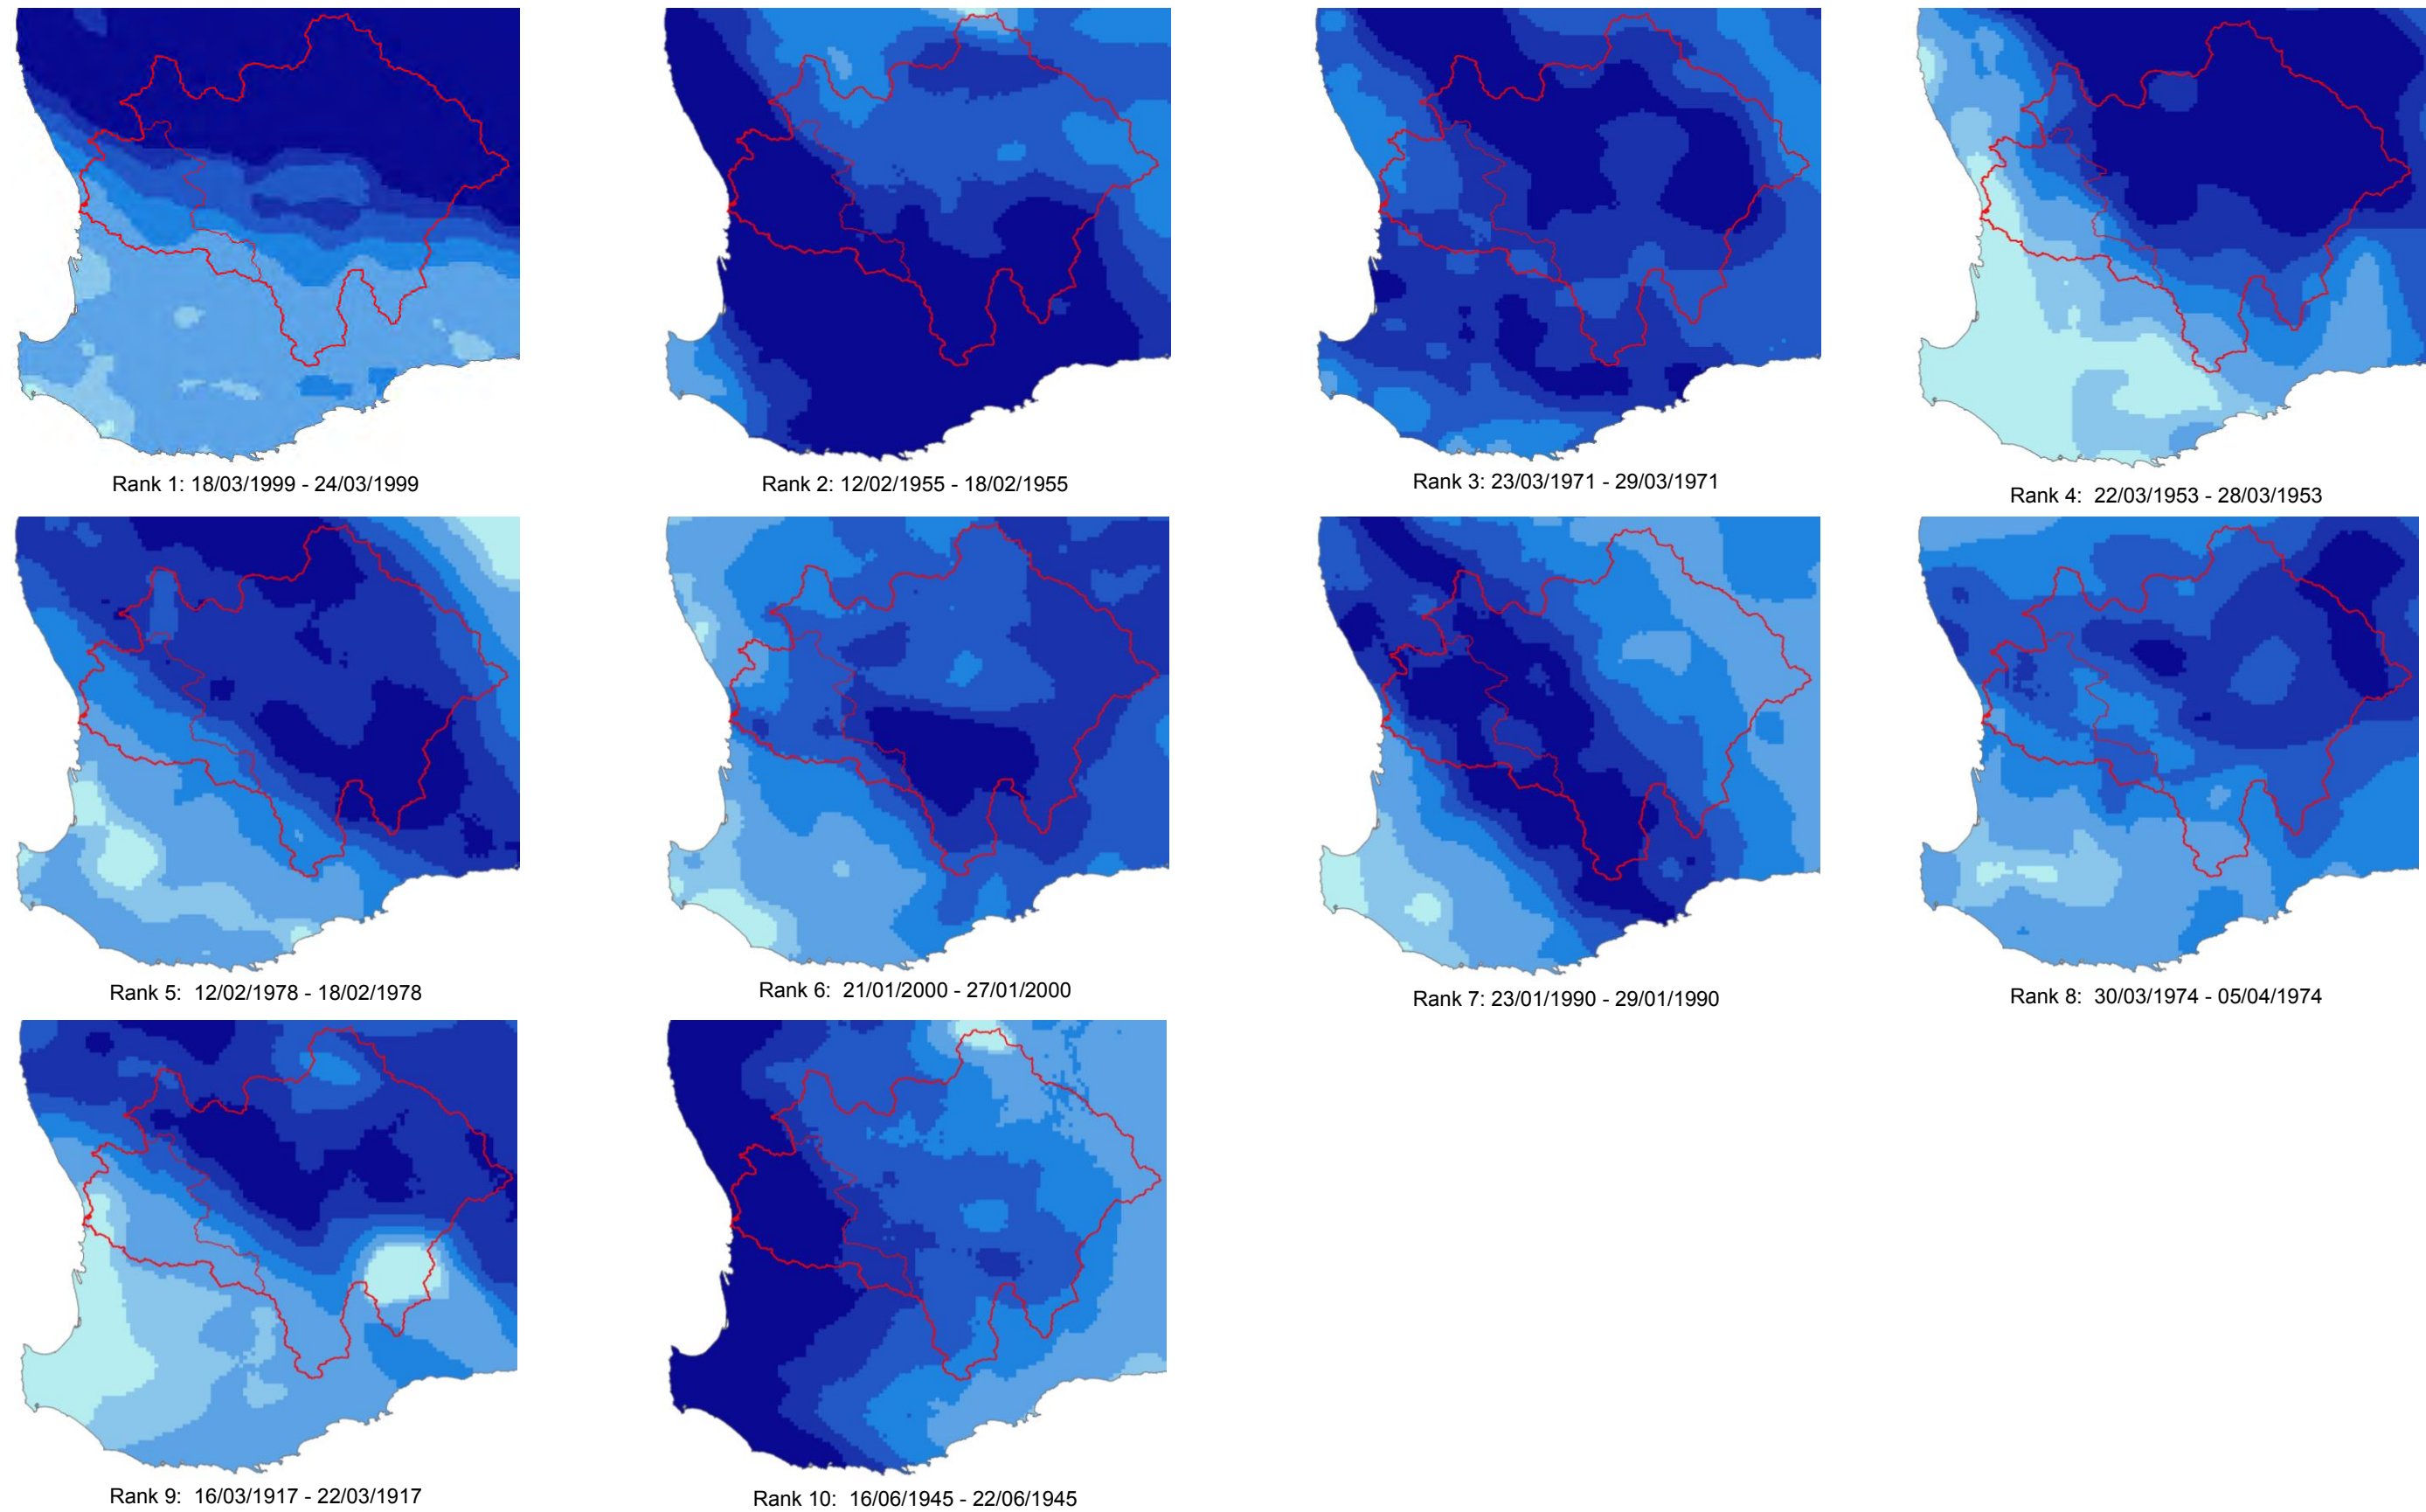 Rank 1: 18/03/1999 - 24/03/1999
Rank 2: 12/02/1955 - 18/02/1955
Rank 3: 23/03/1971 - 29/03/1971
Rank 4: 22/03/1953 - 28/03/1953
Rank 5: 12/02/1978 - 18/02/1978
Rank 6: 21/01/2000 - 27/01/2000
Rank 7: 23/01/1990 - 29/01/1990
Rank 8: 30/03/1974 - 05/04/1974
Rank 9: 16/03/1917 - 22/03/1917
Rank 10: 16/06/1945 - 22/06/1945